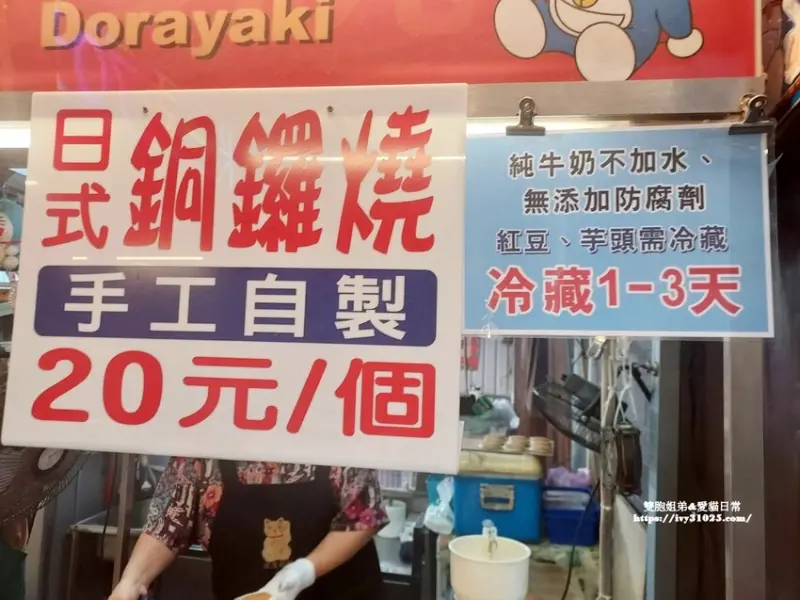 Dorayaki
日式銅鑼燒
手工自製
20元/個
純牛奶不加水、
無添加防腐劑
紅豆、芋頭需冷藏
冷藏1-3天
雙胞姐弟&愛貓日常
https://ivy31025.com/